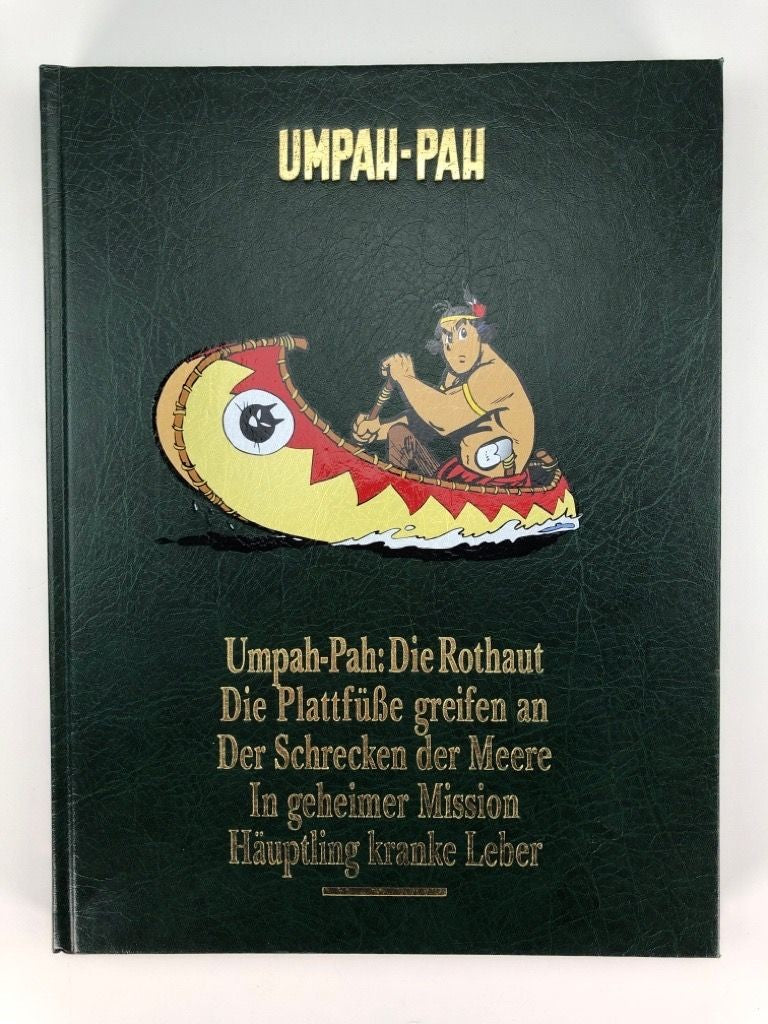 UMPAH-PAH
Umpah-Pah: Die Rothaut
Die Plattfüße greifen an
Der Schrecken der Meere
In geheimer Mission
Häuptling kranke Leber